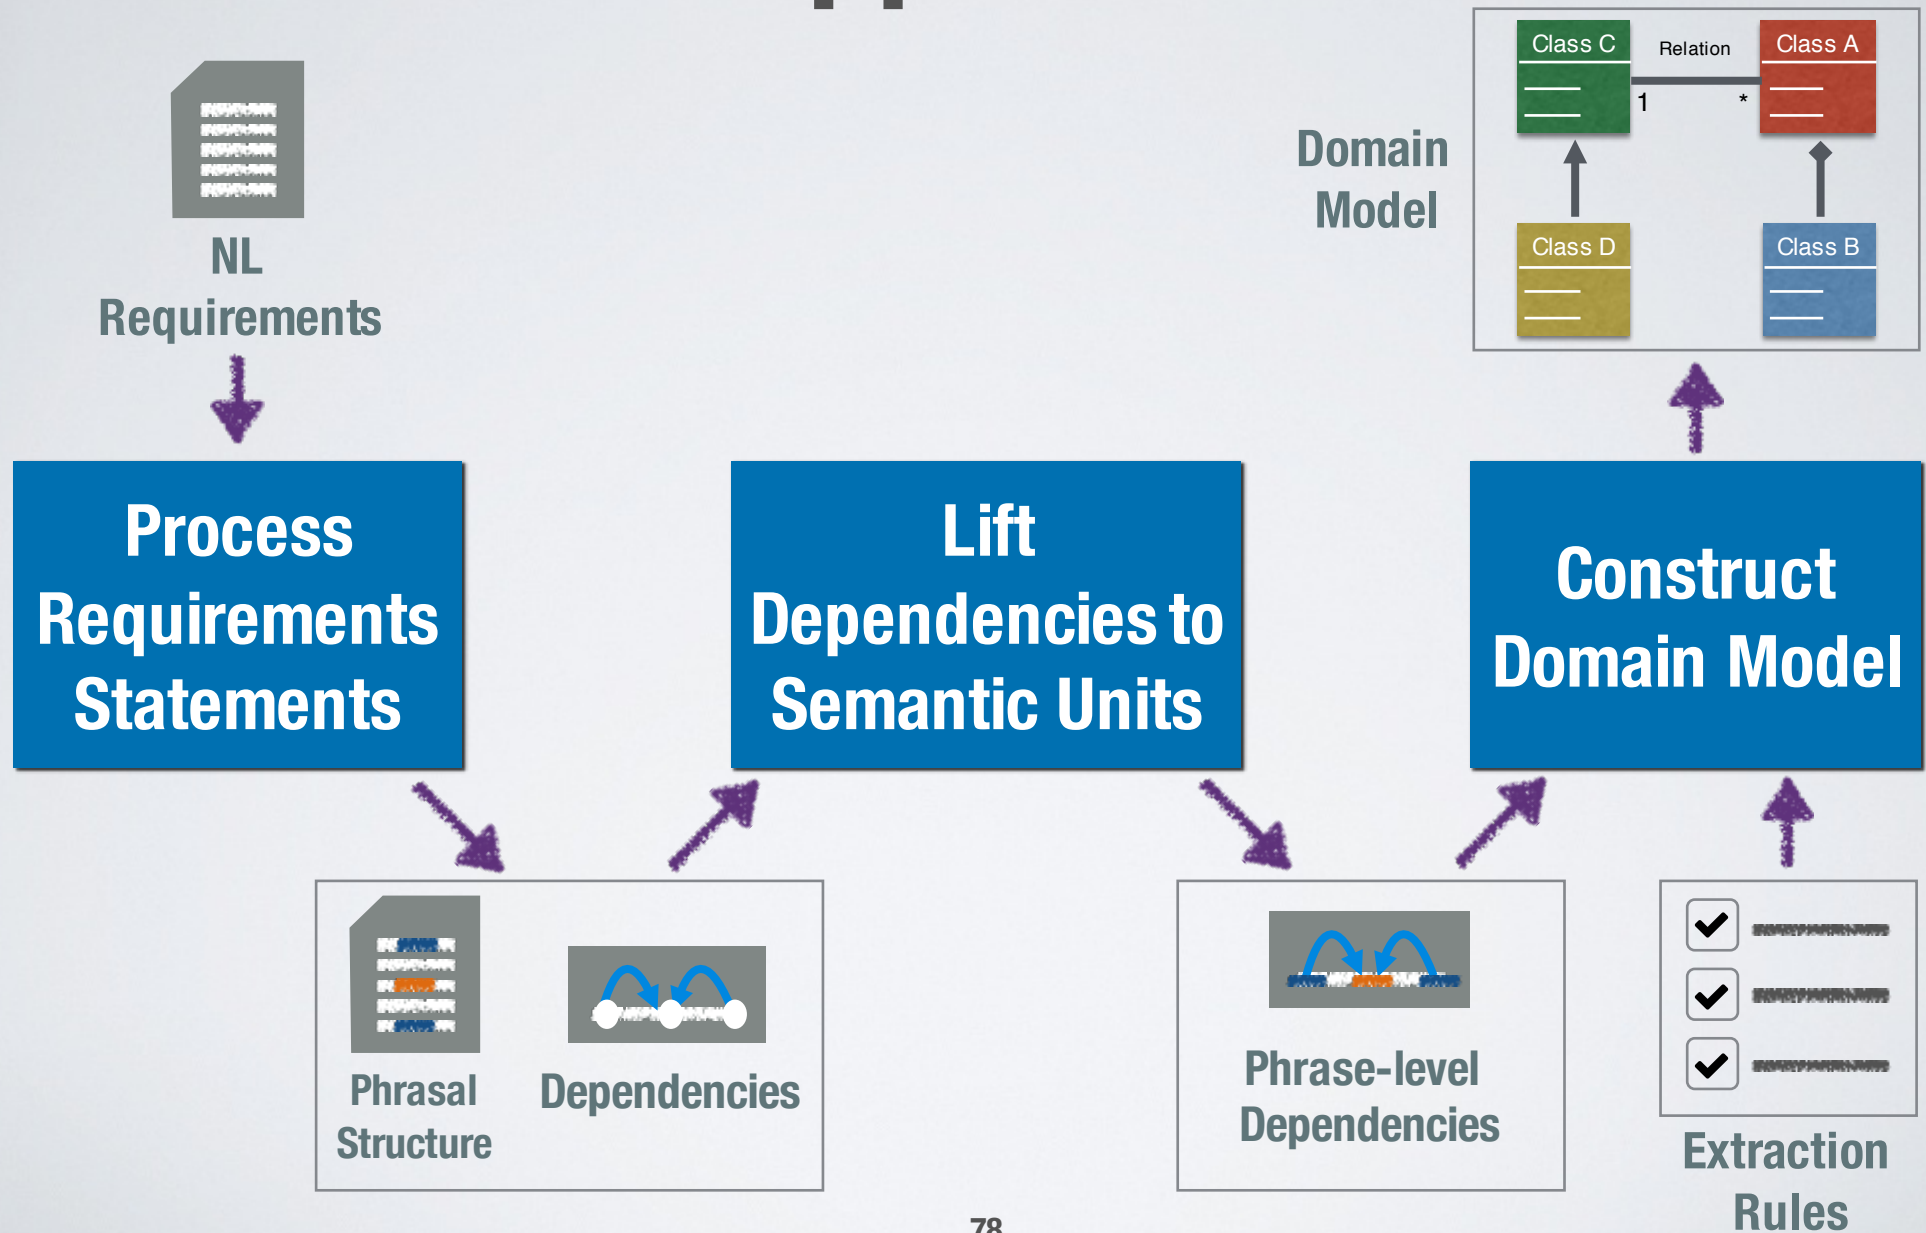 NL
Requirements
Domain
Model
Class C
Relation
Class A
1
*
Class D
Class B
Process
Requirements
Statements
Lift
Dependencies to
Semantic Units
Construct
Domain Model
Phrasal
Structure
Dependencies
Phrase-level
Dependencies
Extraction
Rules
78